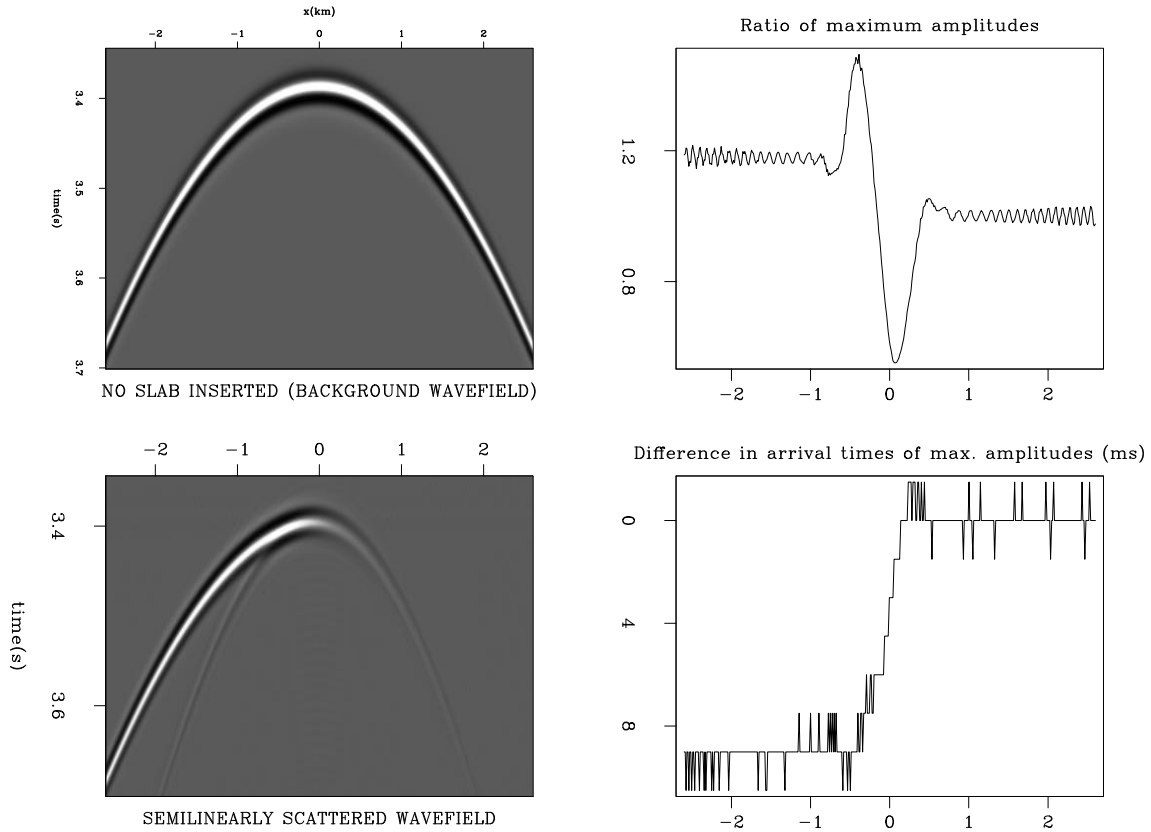 x(km)
-2 -1 0 1 2
3.4
3.5
3.6
3.7
time(s)
NO SLAB INSERTED (BACKGROUND WAVEFIELD)
Ratio of maximum amplitudes
1.2
0.8
-2 -1 0 1 2
-2 -1 0 1 2
3.4
3.6
time(s)
SEMILINEARLY SCATTERED WAVEFIELD
Difference in arrival times of max. amplitudes (ms)
0
4
8
-2 -1 0 1 2